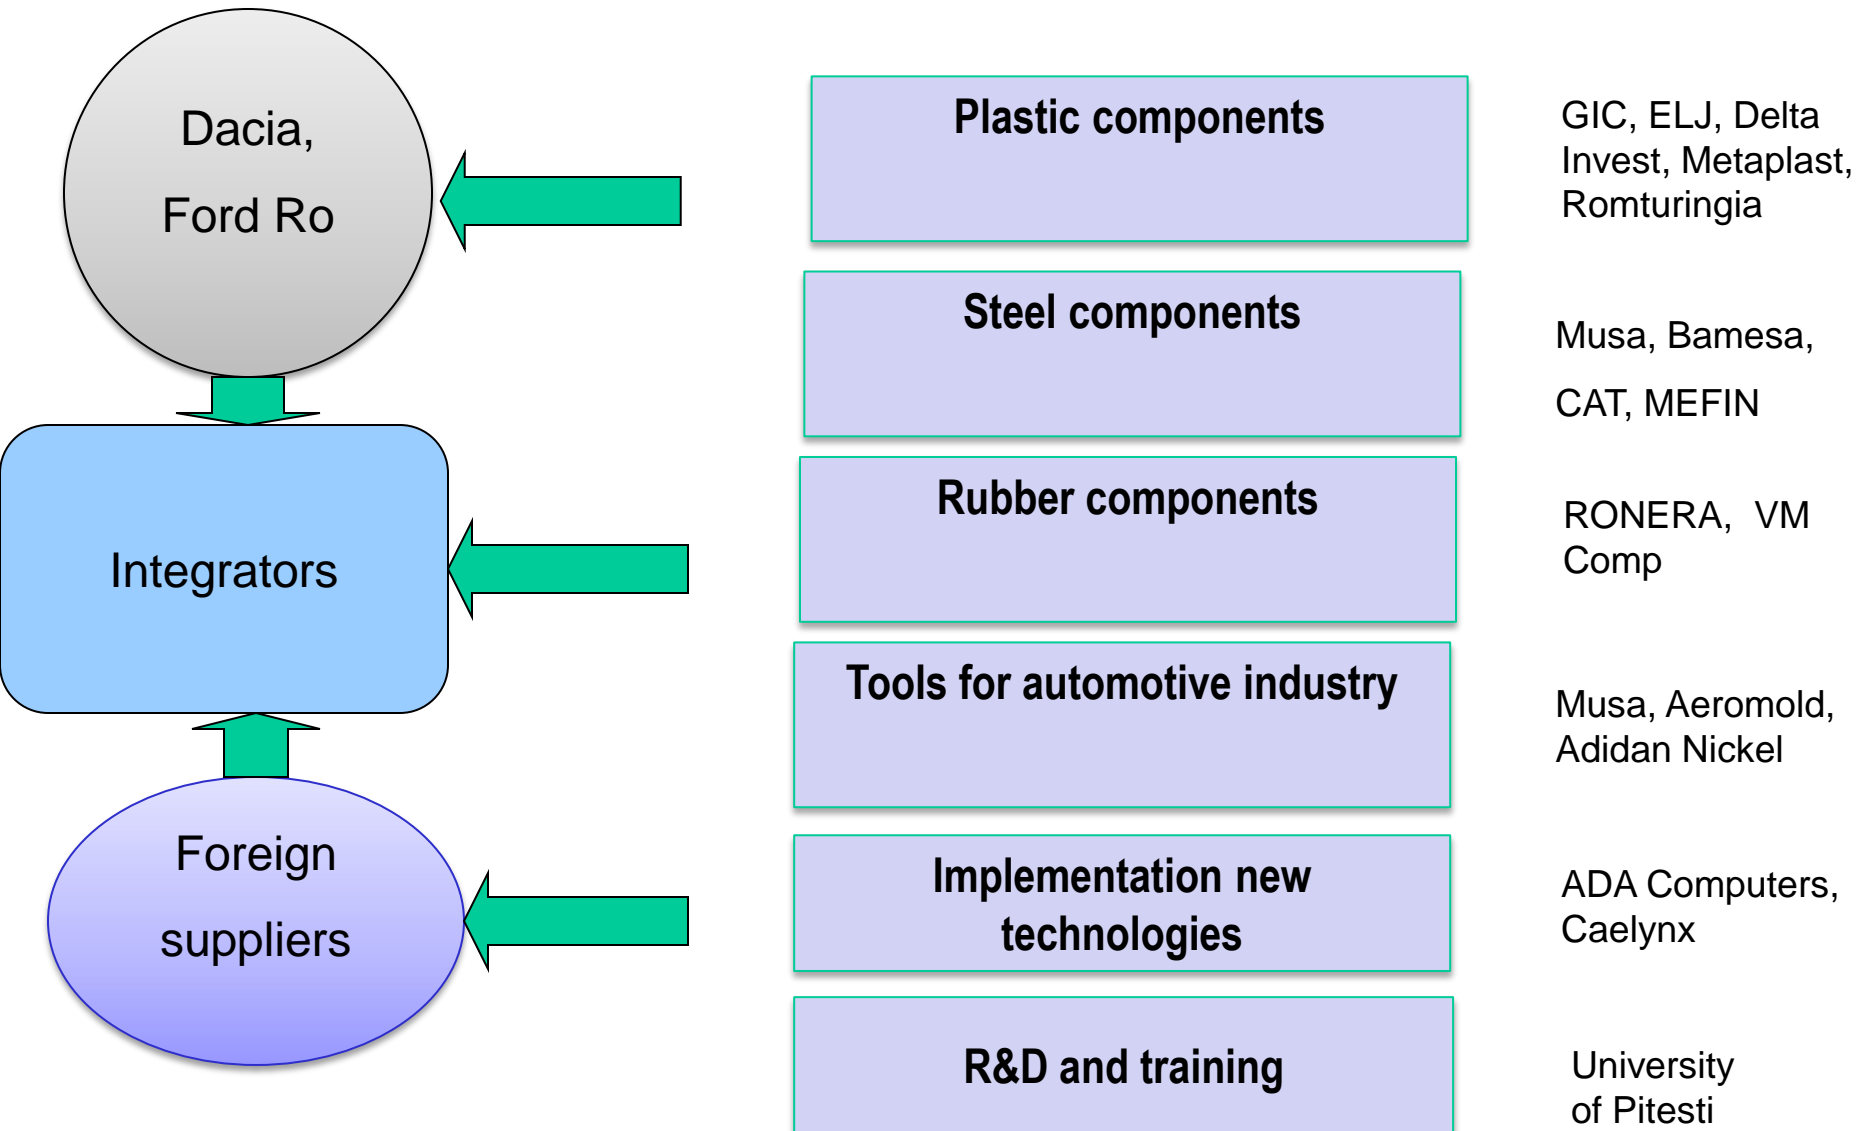 Dacia,
Ford Ro
Integrators
Foreign
suppliers
Plastic components
GIC, ELJ, Delta
Invest, Metaplast,
Romturingia
Steel components
Musa, Bamesa,
CAT, MEFIN
Rubber components
RONERA, VM
Comp
Tools for automotive industry
Musa, Aeromold,
Adidan Nickel
Implementation new
technologies
ADA Computers,
Caelynx
R&D and training
University
of Pitesti